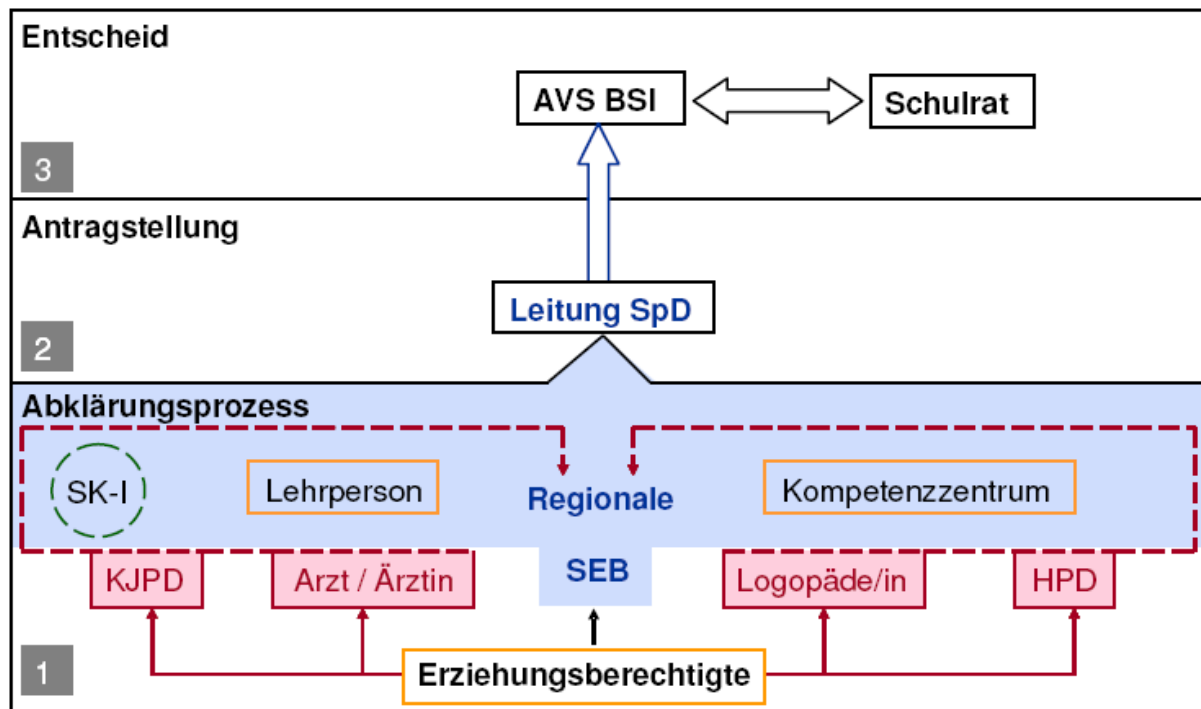 Entscheid
AVS BSI
Schulrat
3
Antragstellung
Leitung SpD
2
Abklärungsprozess
SK-I
Lehrperson
Regionale
Kompetenzzentrum
KJPD
Arzt / Ärztin
SEB
Logopäde/in
HPD
Erziehungsberechtigte
1